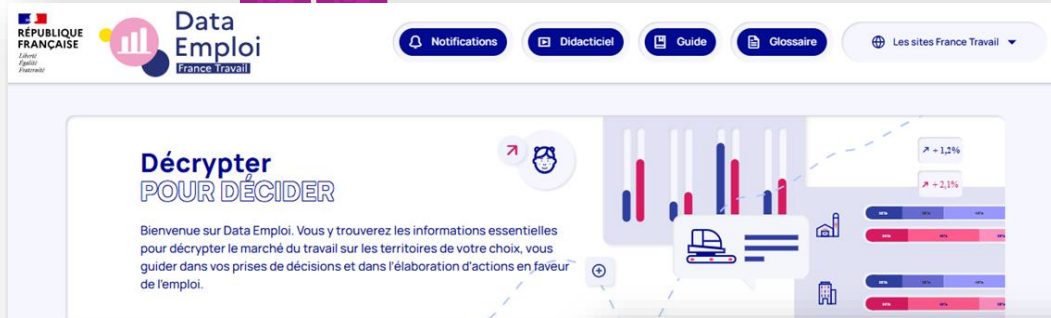 RÉPUBLIQUE
FRANÇAISE
Liberté
Égalité
Fraternité
Data
Emploi
France Travail
Notifications
Didacticiel
Guide
Glossaire
Les sites France Travail
Décrypter
POUR DÉCIDER
Bienvenue sur Data Emploi. Vous y trouverez les informations essentielles
pour décrypter le marché du travail sur les territoires de votre choix, vous
guider dans vos prises de décisions et dans l'élaboration d'actions en faveur
de l'emploi.
+ 1,2%
+ 2,1%